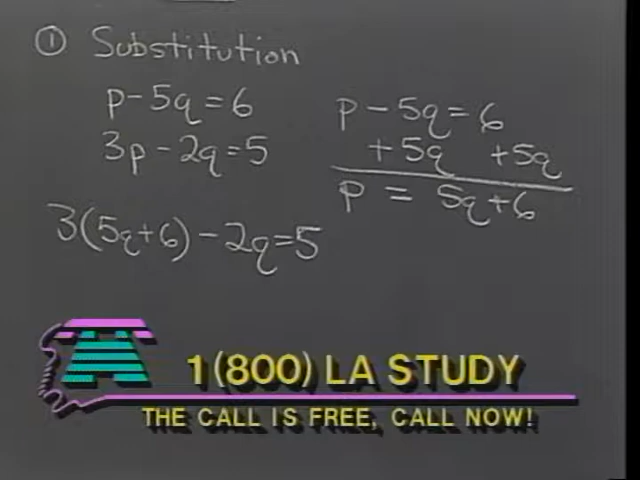 ① Substitution
p - 5q = 6
3p - 2q = 5
3(5q+6) - 2q = 5
p - 5q = 6
+5q +5q
p = 5q+6
1 (800) LA STUDY
THE CALL IS FREE, CALL NOW!